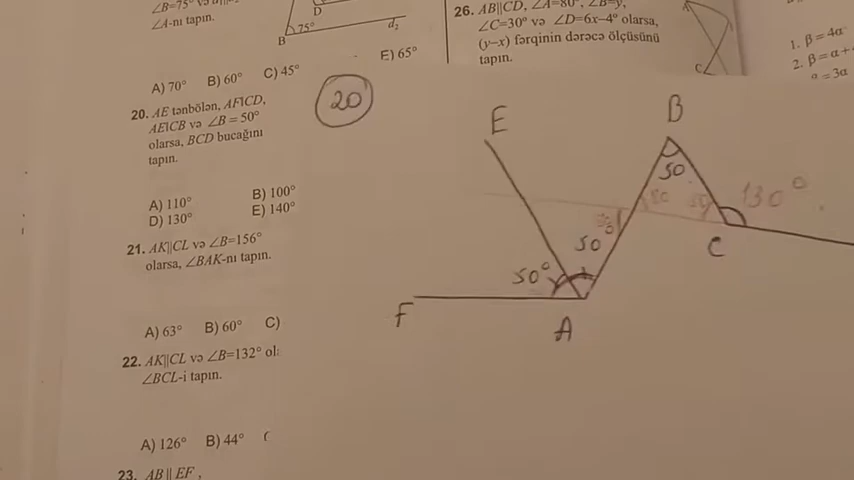 ∠B=75°
∠A-nı tapın.
D
75°
B
d₂
A) 70° B) 60° C) 45°
E) 65°
20. AE tənbölən, AF||CD,
AE||CB və ∠B = 50°
olarsa, BCD bucağını
tapın.
A) 110° B) 100°
D) 130° E) 140°
21. AK||CL və ∠B=156°
olarsa, ∠BAK-nı tapın.
A) 63° B) 60° C)
22. AK||CL və ∠B=132° ol
∠BCL-i tapın.
A) 126° B) 44°
23. AB || EF ,
26. AB||CD, ∠A=80°, ∠B=y,
∠C=30° və ∠D=6x–4° olarsa,
(y–x) fərqinin dərəcə ölçüsünü
tapın.
A
C
1. β = 4α
2. β = α +
α = 3α
20
E
B
50
80
50
130°
50
50°
C
F
A